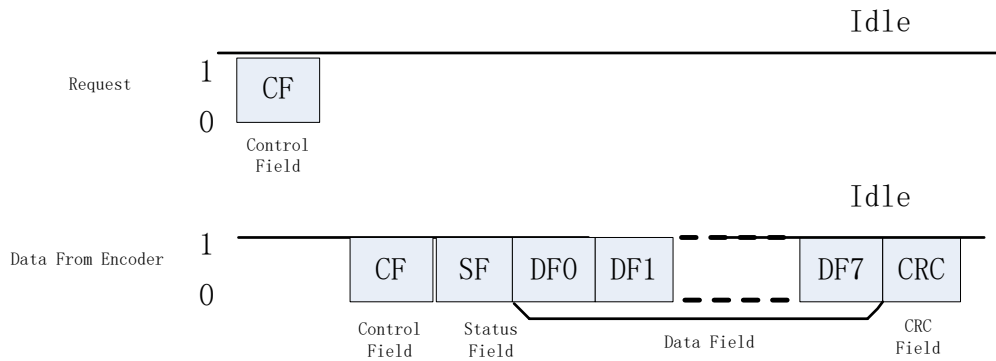 Idle
Request
1
0
CF
Control
Field
Idle
Data From Encoder
1
0
CF
SF
DF0
DF1
DF7
CRC
Control
Field
Status
Field
Data Field
CRC
Field